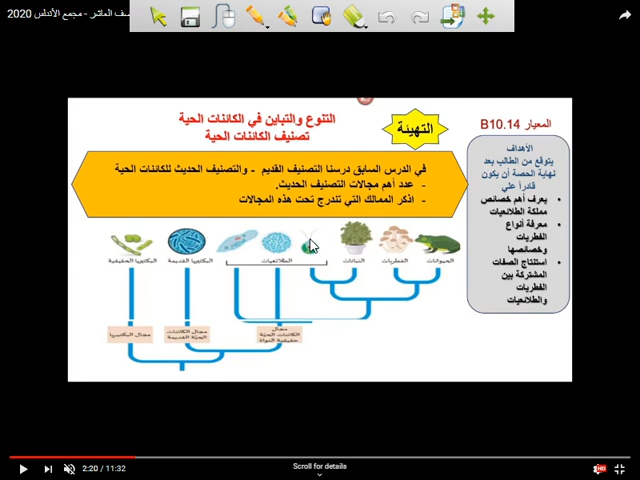 صف العاشر - مجمع الأندلس 2020
المعيار B10.14
التنوع والتباين في الكائنات الحية
تصنيف الكائنات الحية
التهيئة
الأهداف
يتوقع من الطالب بعد
نهاية الحصة أن يكون
قادراً علي
يعرف أهم خصائص
مملكة الطلائعيات
معرفة أنواع
الفطريات
وخصائصها
استنتاج الصفات
المشتركة بين
الفطريات
والطلائعيات
في الدرس السابق درسنا التصنيف القديم - والتصنيف الحديث للكائنات الحية
- عدد أهم مجالات التصنيف الحديث.
- اذكر الممالك التي تندرج تحت هذه المجالات
الحيوانات
الفطريات
النباتات
الطلائعيات
البكتيريا القديمة
البكتيريا الحقيقية
مجال
الكائنات الحية
حقيقية النواة
مجال الكائنات
الحية القديمة
مجال البكتيريا
2:20 / 11:32
Scroll for details
HD